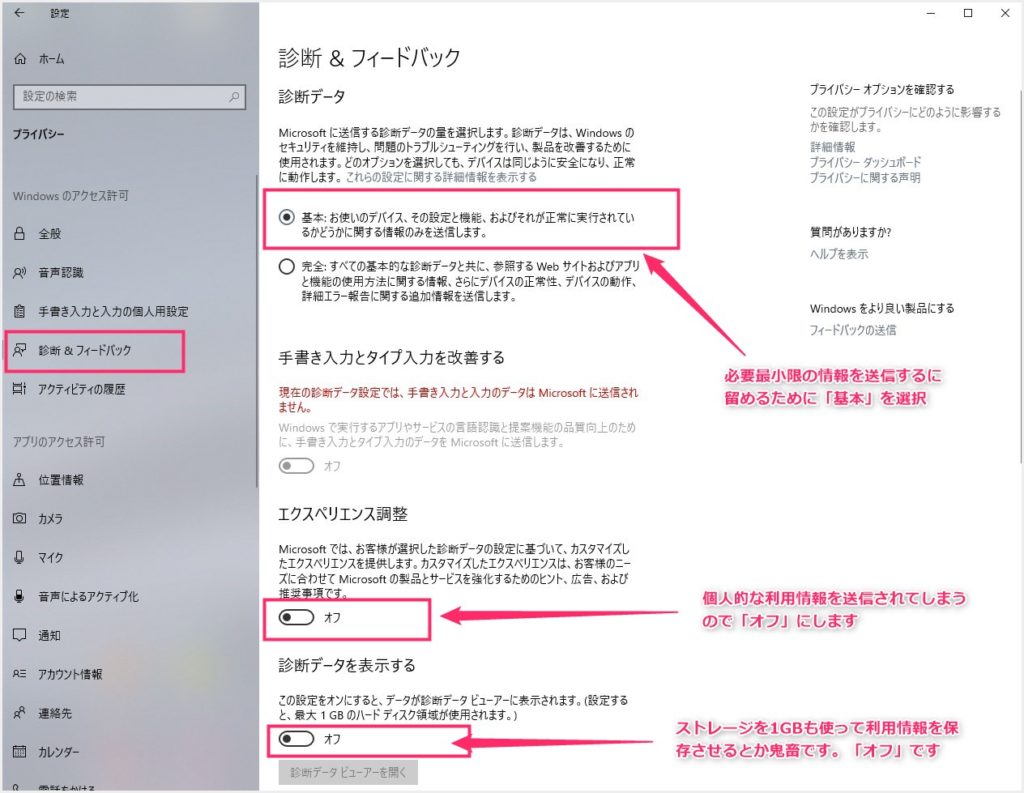 設定
ホーム
設定の検索
プライバシー
Windows のアクセス許可
全般
音声認識
手書き入力と入力の個人用設定
診断 & フィードバック
アクティビティの履歴
アプリのアクセス許可
位置情報
カメラ
マイク
音声によるアクティブ化
通知
アカウント情報
連絡先
カレンダー
電話をかける
診断 & フィードバック
診断データ
Microsoft に送信する診断データの量を選択します。診断データは、Windows の
セキュリティを維持し、問題のトラブルシューティングを行い、製品を改善するために
使用されます。どのオプションを選択しても、デバイスは同じように安全になり、正常
に動作します。これらの設定に関する詳細情報を表示する
基本: お使いのデバイス、その設定と機能、およびそれが正常に実行されてい
るかどうかに関する情報のみを送信します。
完全: すべての基本的な診断データと共に、参照する Web サイトおよびアプリ
と機能の使用方法に関する情報、さらにデバイスの正常性、デバイスの動作、
詳細エラー報告に関する追加情報を送信します。
必要最小限の情報を送信するに
留めるために「基本」を選択
手書き入力とタイプ入力を改善する
現在の診断データ設定では、手書き入力と入力のデータは Microsoft に送信され
ません。
Windows で実行するアプリやサービスの言語認識と提案機能の品質向上のため
に、手書き入力とタイプ入力のデータを Microsoft に送信します。
オフ
エクスペリエンス調整
Microsoft では、お客様が選択した診断データの設定に基づいて、カスタマイズし
たエクスペリエンスを提供します。カスタマイズしたエクスペリエンスは、お客様のニー
ズに合わせて Microsoft の製品とサービスを強化するためのヒント、広告、および
推奨事項です。
オフ
個人的な利用情報を送信されてしまう
ので「オフ」にします
診断データを表示する
この設定をオンにすると、データが診断データ ビューアーに表示されます。(設定する
と、最大 1 GB のハード ディスク領域が使用されます。)
オフ
ストレージを1GBも使って利用情報を保
存させるとか鬼畜です。「オフ」です
診断データ ビューアーを開く
プライバシー オプションを確認する
この設定がプライバシーにどのように影響する
かを確認します。
詳細情報
プライバシー ダッシュボード
プライバシーに関する声明
質問がありますか?
ヘルプを表示
Windows をより良い製品にする
フィードバックの送信